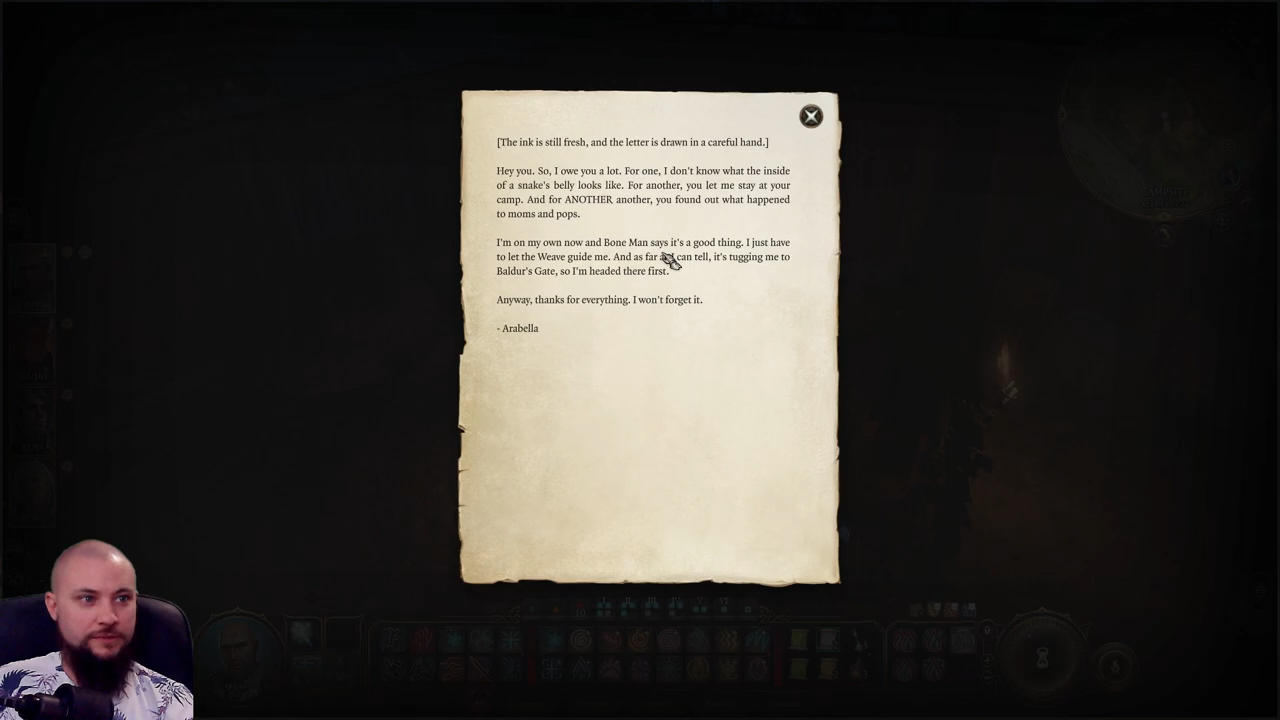 [The ink is still fresh, and the letter is drawn in a careful hand.]
Hey you. So, I owe you a lot. For one, I don't know what the inside
of a snake's belly looks like. For another, you let me stay at your
camp. And for ANOTHER another, you found out what happened
to moms and pops.
I'm on my own now and Bone Man says it's a good thing. I just have
to let the Weave guide me. And as far can tell, it's tugging me to
Baldur's Gate, so I'm headed there first.
Anyway, thanks for everything. I won't forget it.
- Arabella